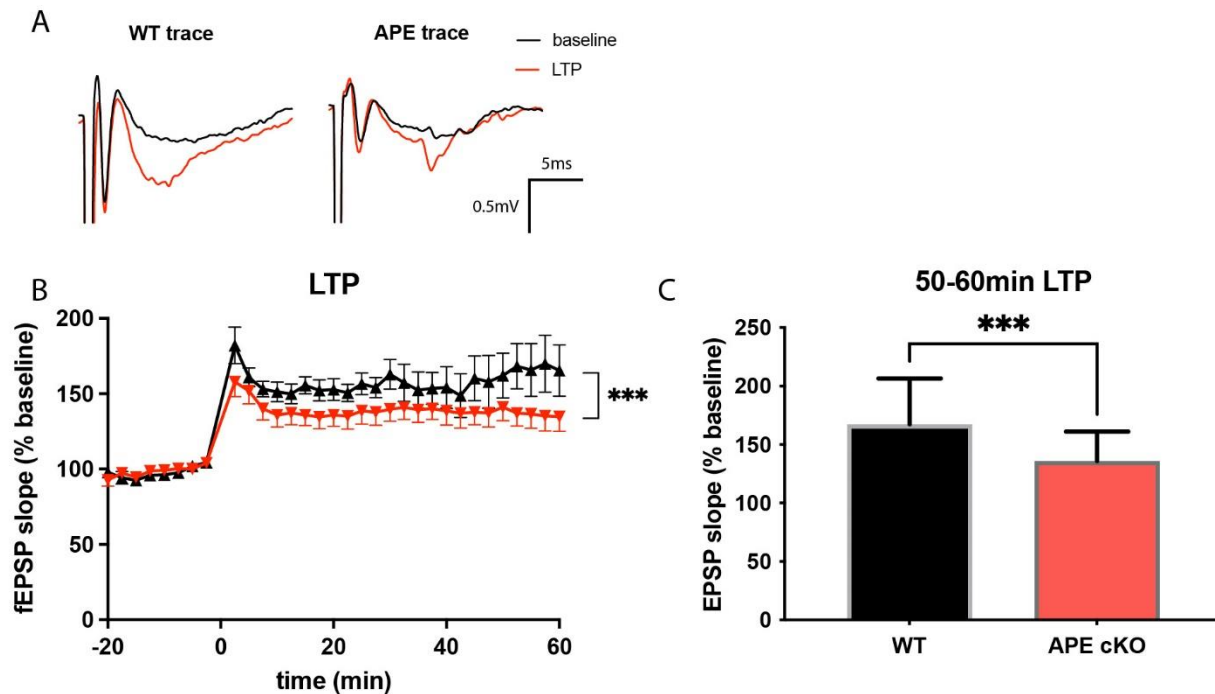 A
WT trace
APE trace
baseline
LTP
5ms
0.5mV
B
LTP
fEPSP slope (% baseline)
200
150
100
50
0
-20
0
20
40
60
time (min)
***
C
50-60min LTP
***
EPSP slope (% baseline)
250
200
150
100
50
0
WT
APE cKO